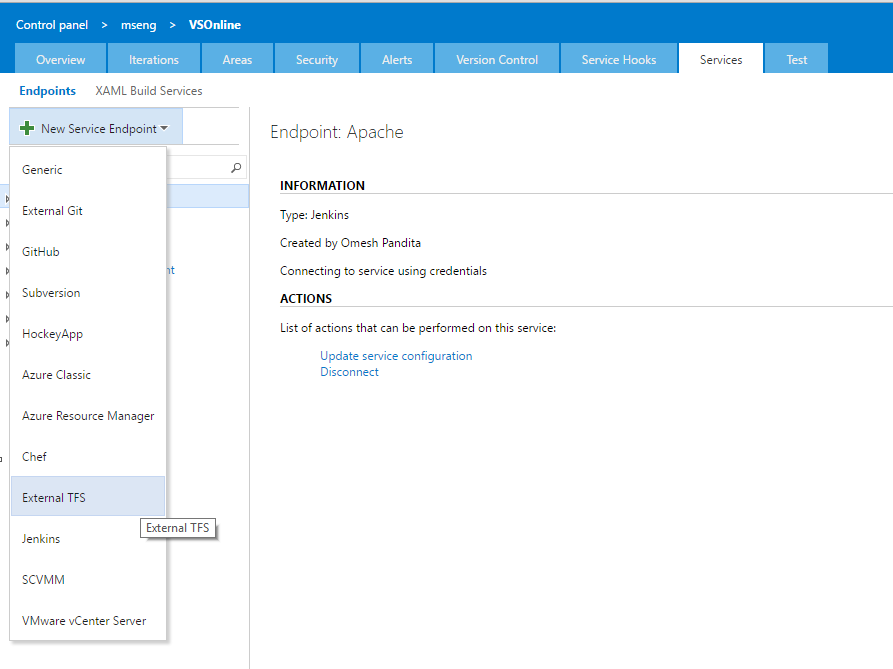 Control panel > mseng > VSOnline
Overview Iterations Areas Security Alerts Version Control Service Hooks Services Test
Endpoints XAML Build Services
New Service Endpoint
Generic
External Git
GitHub
Subversion
HockeyApp
Azure Classic
Azure Resource Manager
Chef
External TFS
External TFS
Jenkins
SCVMM
VMware vCenter Server
nt
Endpoint: Apache
INFORMATION
Type: Jenkins
Created by Omesh Pandita
Connecting to service using credentials
ACTIONS
List of actions that can be performed on this service:
Update service configuration
Disconnect